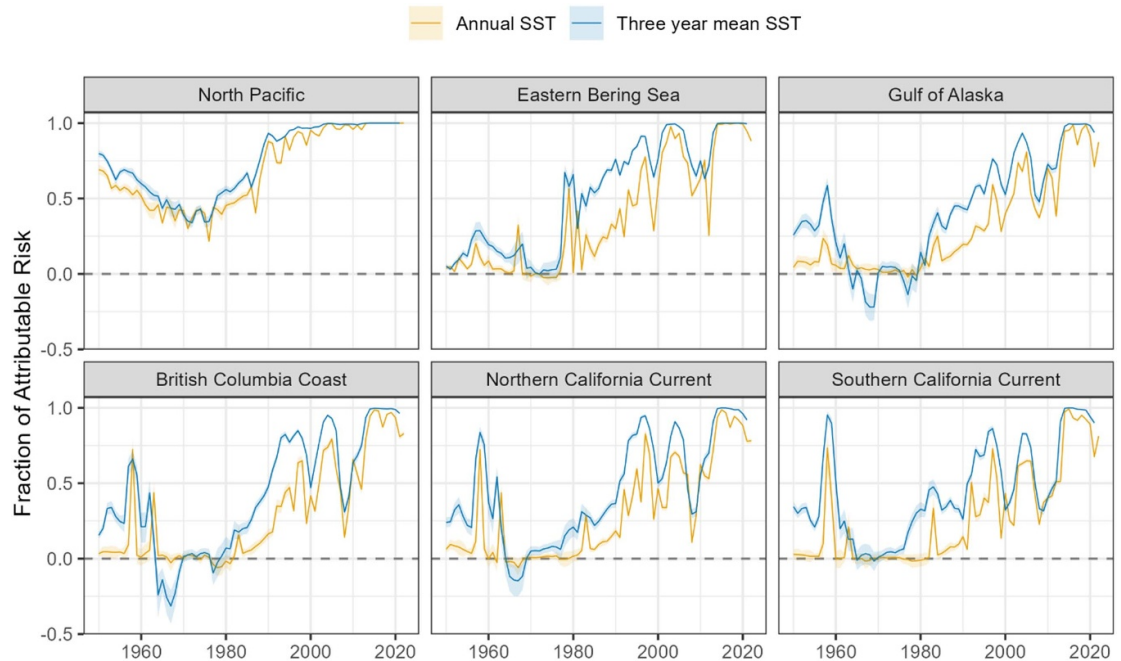 Annual SST Three year mean SST
North Pacific Eastern Bering Sea Gulf of Alaska
1.0
0.5
0.0
-0.5
British Columbia Coast Northern California Current Southern California Current
1.0
0.5
0.0
-0.5
1960 1980 2000 2020 1960 1980 2000 2020 1960 1980 2000 2020
Fraction of Attributable Risk